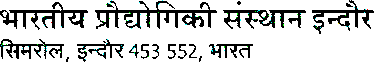 भारतीय प्रौद्योगिकी संस्थान इन्दौर
सिमरोल, इन्दौर 453 552, भारत